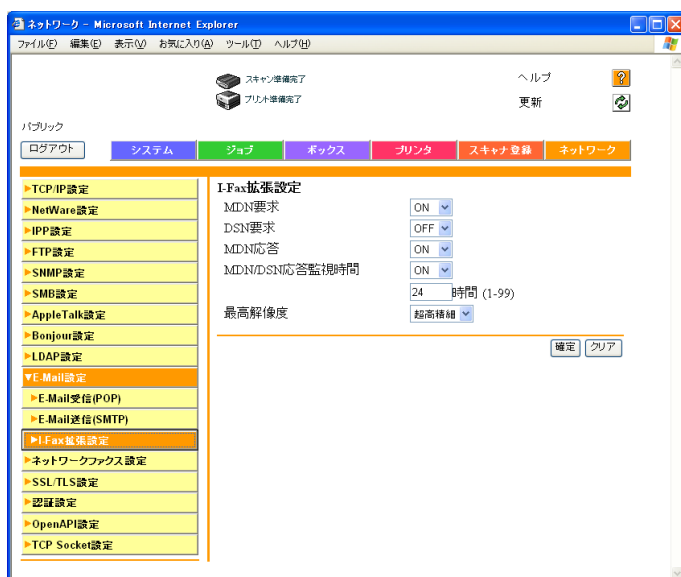 ネットワーク - Microsoft Internet Explorer
ファイル(F) 編集(E) 表示(V) お気に入り(A) ツール(T) ヘルプ(H)
スキャン準備完了
ヘルプ ?
プリント準備完了
更新
パブリック
ログアウト システム ジョブ ボックス プリンタ スキャナ登録 ネットワーク
TCP/IP設定
NetWare設定
IPP設定
FTP設定
SNMP設定
SMB設定
AppleTalk設定
Bonjour設定
LDAP設定
E-Mail設定
E-Mail受信(POP)
E-Mail送信(SMTP)
I-Fax拡張設定
ネットワークファクス設定
SSL/TLS設定
認証設定
OpenAPI設定
TCP Socket設定
I-Fax拡張設定
MDN要求 ON
DSN要求 OFF
MDN応答 ON
MDN/DSN応答監視時間 ON
24 時間 (1-99)
最高解像度 超高精細
確定 クリア